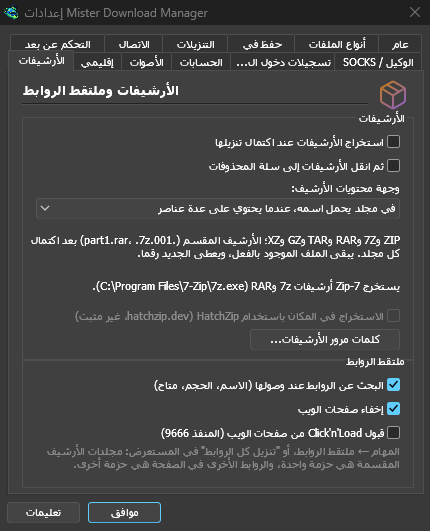 إعدادات Mister Download Manager
عام
أنواع الملفات
حفظ في
التنزيلات
الاتصال
التحكم عن بعد
الوكيل / SOCKS
تسجيلات دخول ال...
الحسابات
الأصوات
إقليمي
الأرشيفات
الأرشيفات وملتقط الروابط
الأرشيفات
استخراج الأرشيفات عند اكتمال تنزيلها
ثم انقل الأرشيفات إلى سلة المحذوفات
وجهة محتويات الأرشيف:
في مجلد يحمل اسمه، عندما يحتوي على عدة عناصر
ZIP و7Z وRAR وTAR وGZ وXZ؛ الأرشيف المقسم (.part1.rar، .7z.001) بعد اكتمال
كل مجلد. يبقى الملف الموجود بالفعل، ويعطى الجديد رقما.
يستخرج 7-Zip أرشيفات 7z وRAR (C:\Program Files\7-Zip\7z.exe).
الاستخراج في المكان باستخدام HatchZip (hatchzip.dev، غير مثبت)
كلمات مرور الأرشيفات...
ملتقط الروابط
البحث عن الروابط عند وصولها (الاسم، الحجم، متاح)
إخفاء صفحات الويب
قبول Click'n'Load من صفحات الويب (المنفذ 9666)
المهام ← ملتقط الروابط، أو "تنزيل كل الروابط" في المستعرض: مجلدات الأرشيف
المقسمة هي حزمة واحدة، والروابط الأخرى في الصفحة هي حزمة أخرى.
موافق
تعليمات